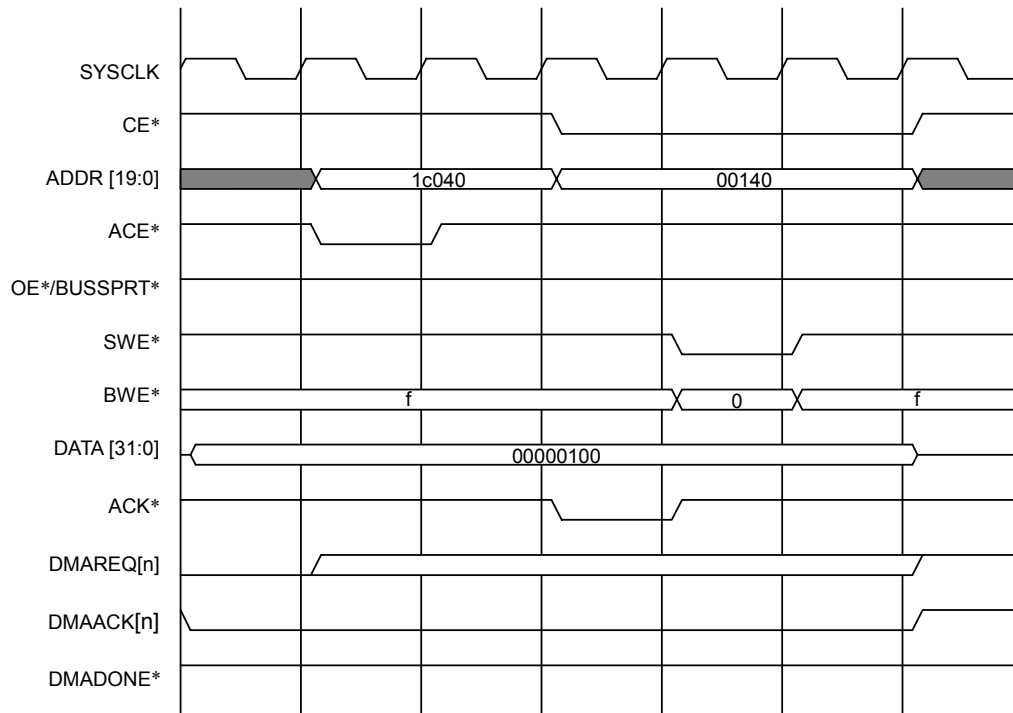 SYSCLK
CE*
ADDR [19:0] 1c040 00140
ACE*
OE*/BUSSPRT*
SWE*
BWE* f 0 f
DATA [31:0] 00000100
ACK*
DMAREQ[n]
DMAACK[n]
DMADONE*